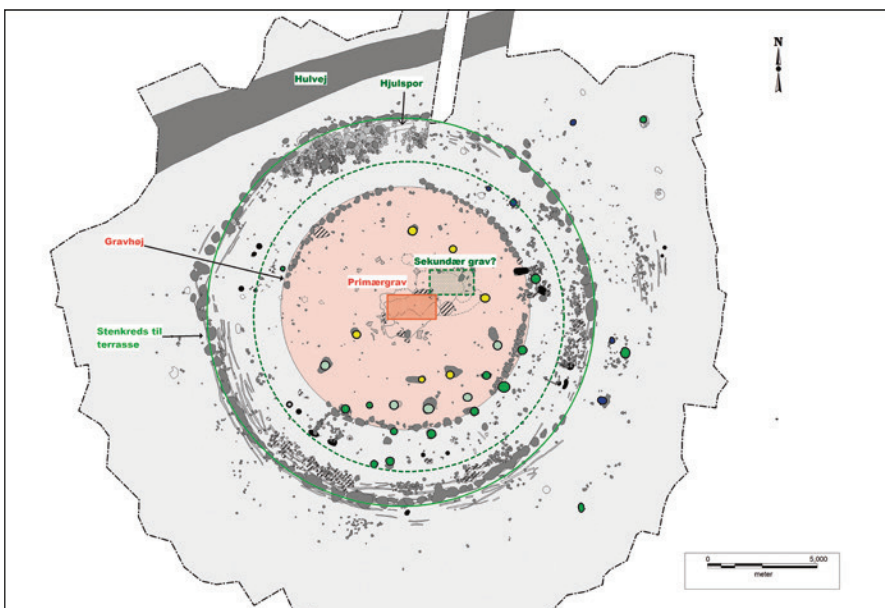 Hulvej
Hjulspor
N
Gravhøj
Sekundær grav?
Primærgrav
Stenkreds til
terrasse
0 5,000
meter